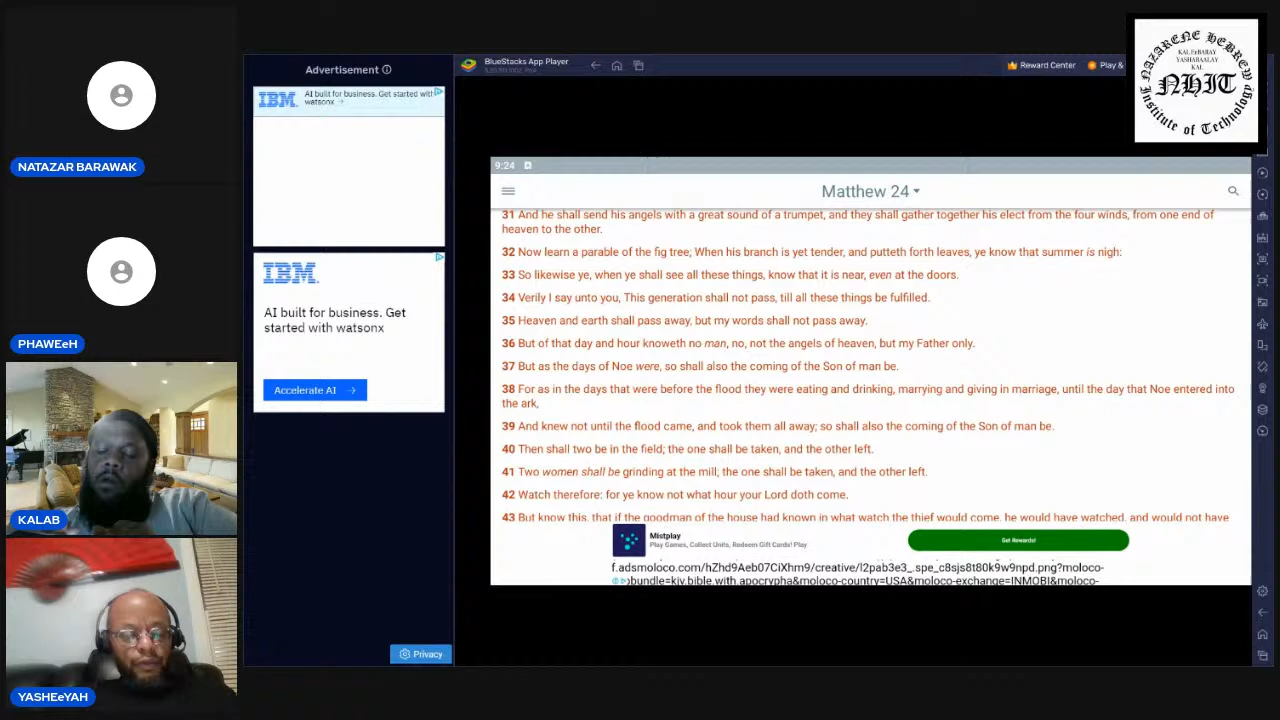 NATAZAR BARAWAK
PHAWEeH
KALAB
YASHEeYAH
Advertisement
IBM.
AI built for business. Get started with
watsonx →
IBM.
AI built for business. Get
started with watsonx
Accelerate AI →
Privacy
BlueStacks App Player
Reward Center
Play &
NAZARENE HEBREW
Institute of Technology
KAL EeBARAY
YASHARAALAY
KAL
NHIT
9:24
Matthew 24
31 And he shall send his angels with a great sound of a trumpet, and they shall gather together his elect from the four winds, from one end of
heaven to the other.
32 Now learn a parable of the fig tree; When his branch is yet tender, and putteth forth leaves, ye know that summer is nigh:
33 So likewise ye, when ye shall see all these things, know that it is near, even at the doors.
34 Verily I say unto you, This generation shall not pass, till all these things be fulfilled.
35 Heaven and earth shall pass away, but my words shall not pass away.
36 But of that day and hour knoweth no man, no, not the angels of heaven, but my Father only.
37 But as the days of Noe were, so shall also the coming of the Son of man be.
38 For as in the days that were before the flood they were eating and drinking, marrying and giving in marriage, until the day that Noe entered into
the ark,
39 And knew not until the flood came, and took them all away; so shall also the coming of the Son of man be.
40 Then shall two be in the field; the one shall be taken, and the other left.
41 Two women shall be grinding at the mill; the one shall be taken, and the other left.
42 Watch therefore: for ye know not what hour your Lord doth come.
43 But know this, that if the goodman of the house had known in what watch the thief would come, he would have watched, and would not have
Mistplay
Play Games, Collect Units, Redeem Gift Cards! Play
Get Rewards!
f.adsmoloco.com/hZhd9Aeb07CiXhm9/creative/l2pab3e3_.spe_c8sjs8t80k9w9npd.png?moloco-
bundle=kjv.bible.with_apocrypha&moloco-country=USA&moloco-exchange=INMOBI&moloco-